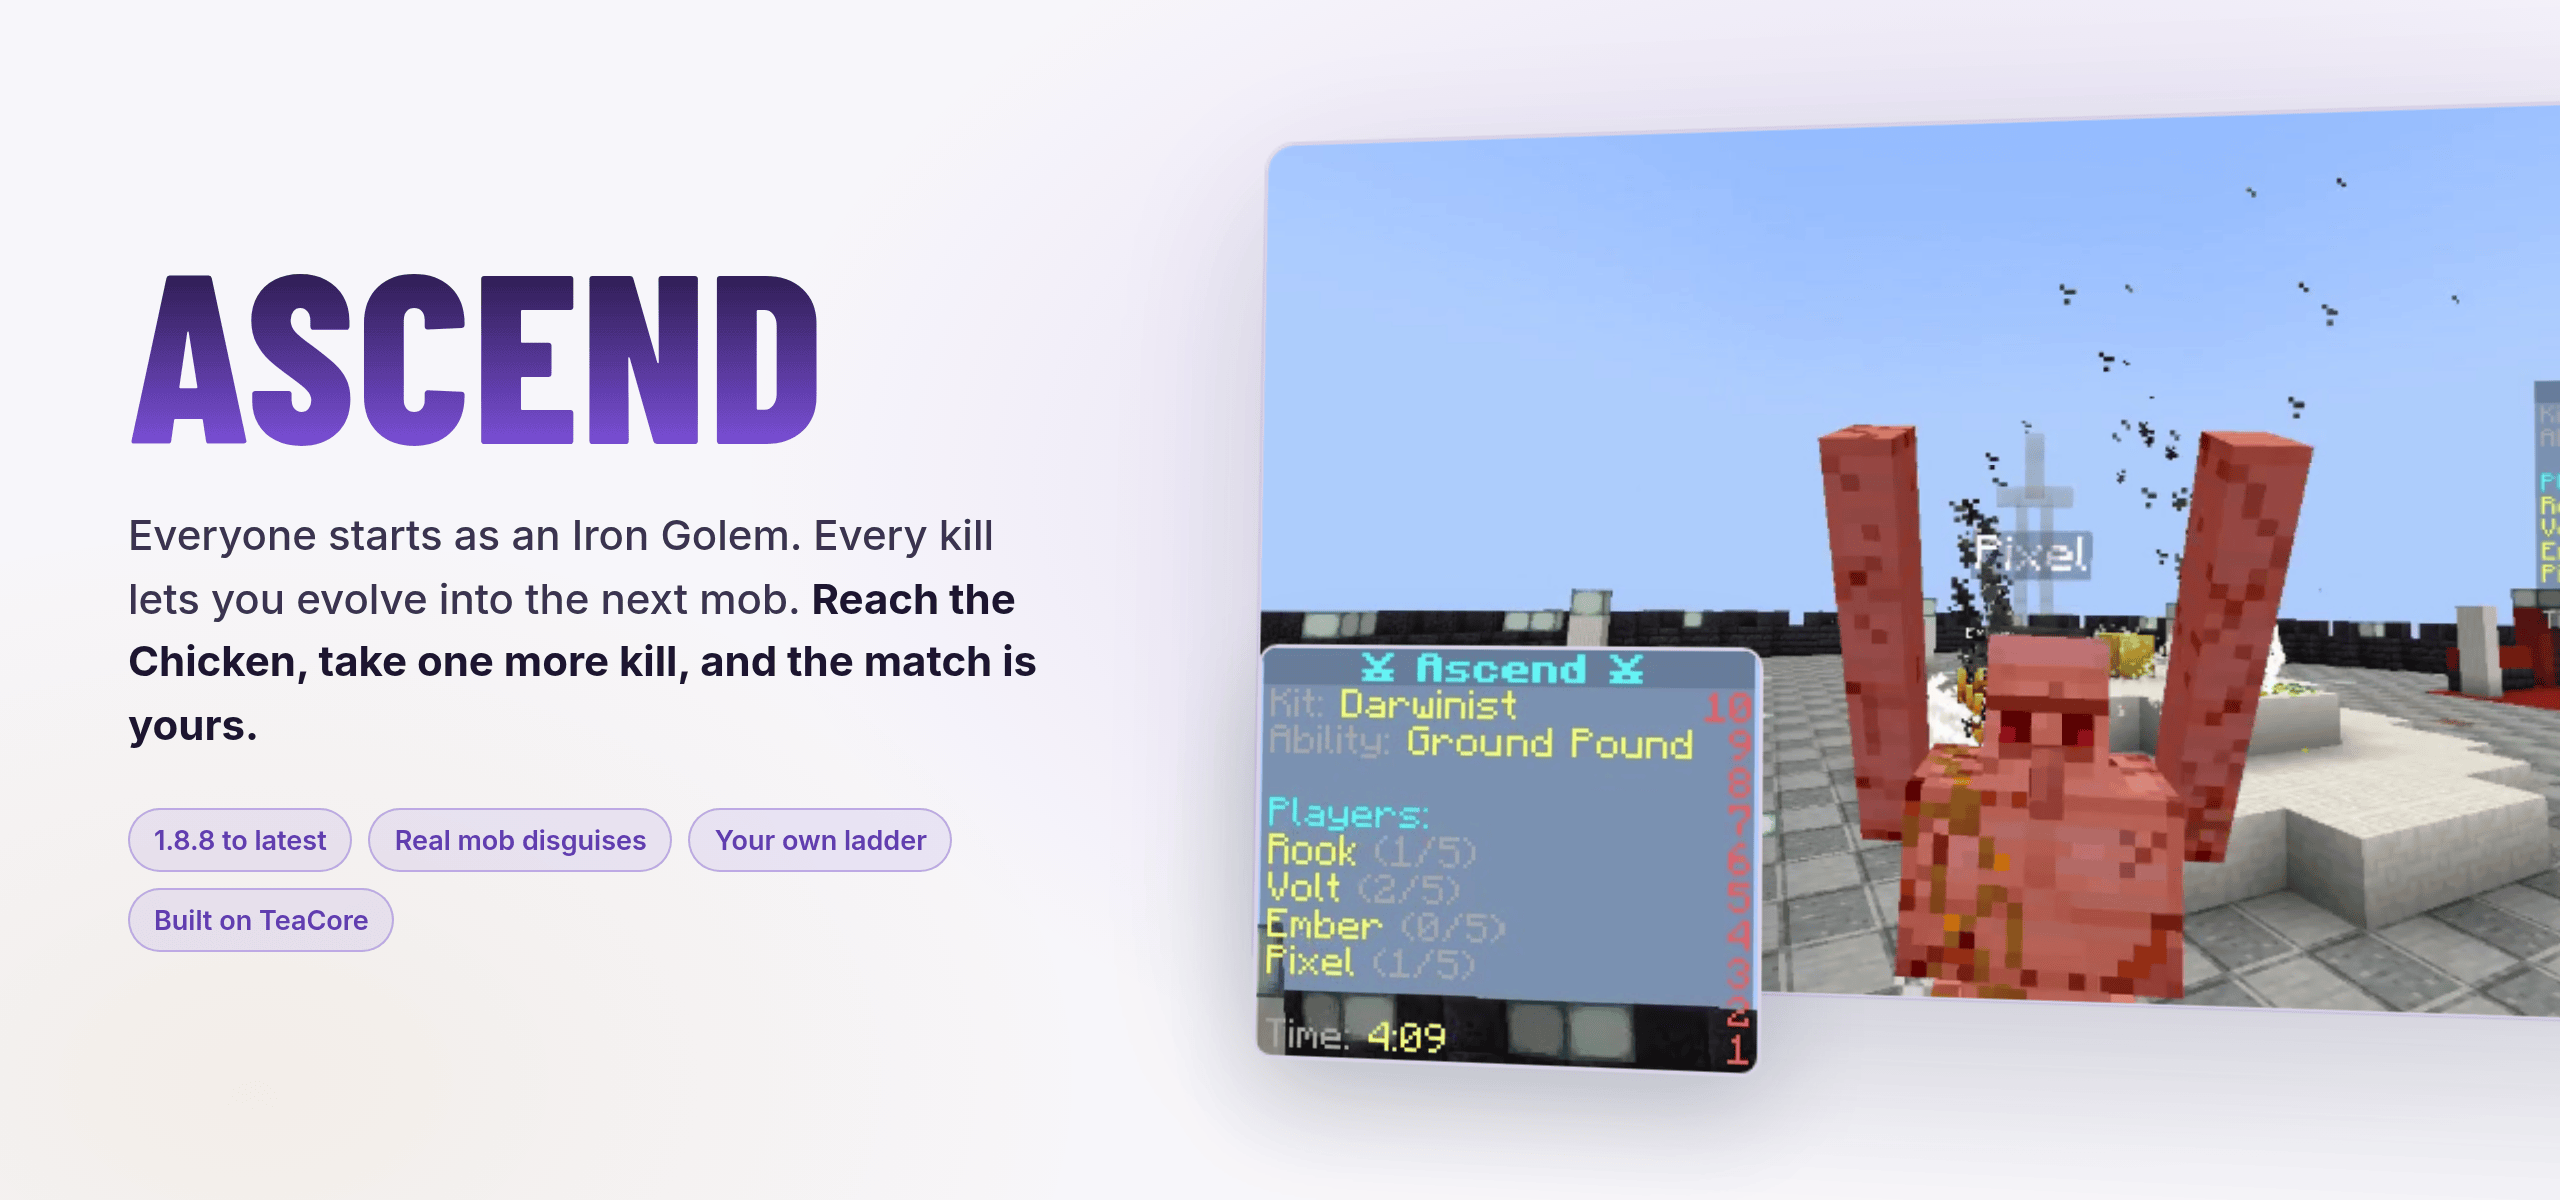 ASCEND
Everyone starts as an Iron Golem. Every kill
lets you evolve into the next mob. Reach the
Chicken, take one more kill, and the match is
yours.
1.8.8 to latest
Real mob disguises
Your own ladder
Built on TeaCore
Pixel
Ascend
Kit: Darwinist 10
Ability: Ground Pound 9
8
Players: 7
Rook (1/5) 6
Volt (2/5) 5
Ember (0/5) 4
Pixel (1/5) 3
2
Time: 4:09 1